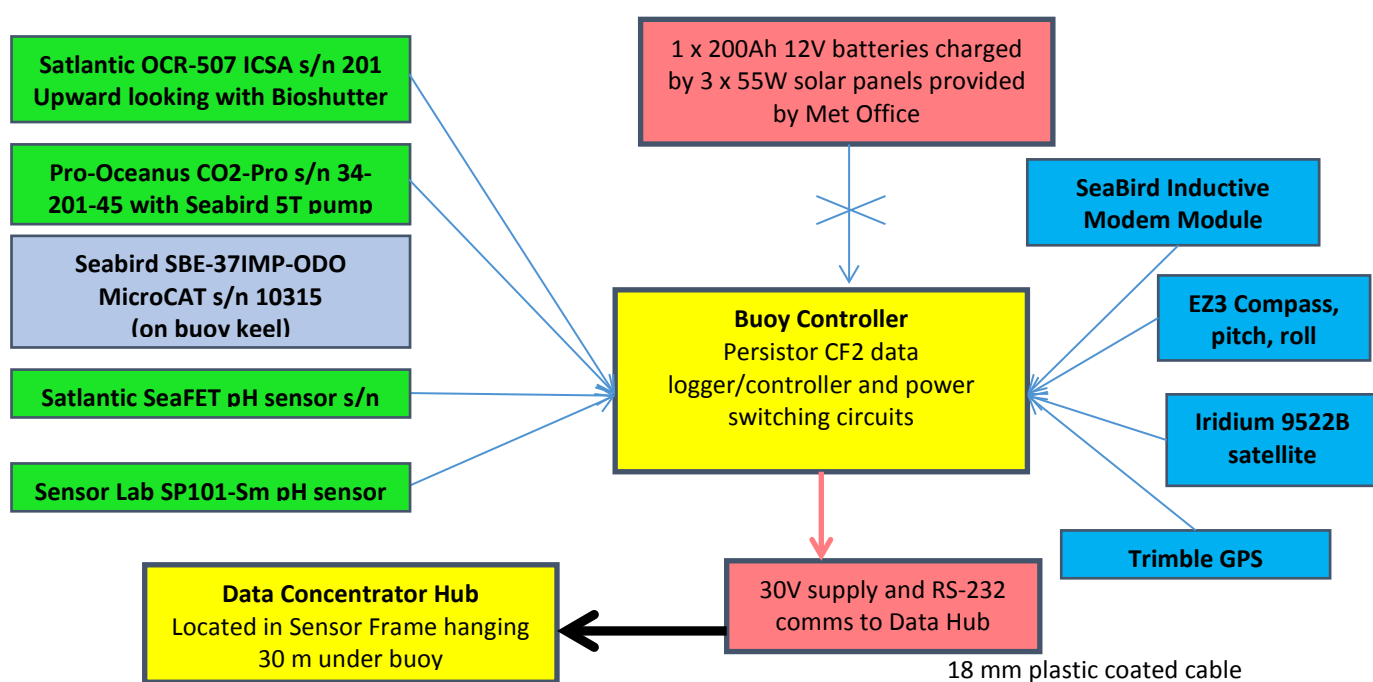 Satlantic OCR-507 ICSA s/n 201
Upward looking with Bioshutter
Pro-Oceanus CO2-Pro s/n 34-
201-45 with Seabird 5T pump
Seabird SBE-37IMP-ODO
MicroCAT s/n 10315
(on buoy keel)
Satlantic SeaFET pH sensor s/n
Sensor Lab SP101-Sm pH sensor
1 x 200Ah 12V batteries charged
by 3 x 55W solar panels provided
by Met Office
Buoy Controller
Persistor CF2 data
logger/controller and power
switching circuits
SeaBird Inductive
Modem Module
EZ3 Compass,
pitch, roll
Iridium 9522B
satellite
Trimble GPS
30V supply and RS-232
comms to Data Hub
Data Concentrator Hub
Located in Sensor Frame hanging
30 m under buoy
18 mm plastic coated cable